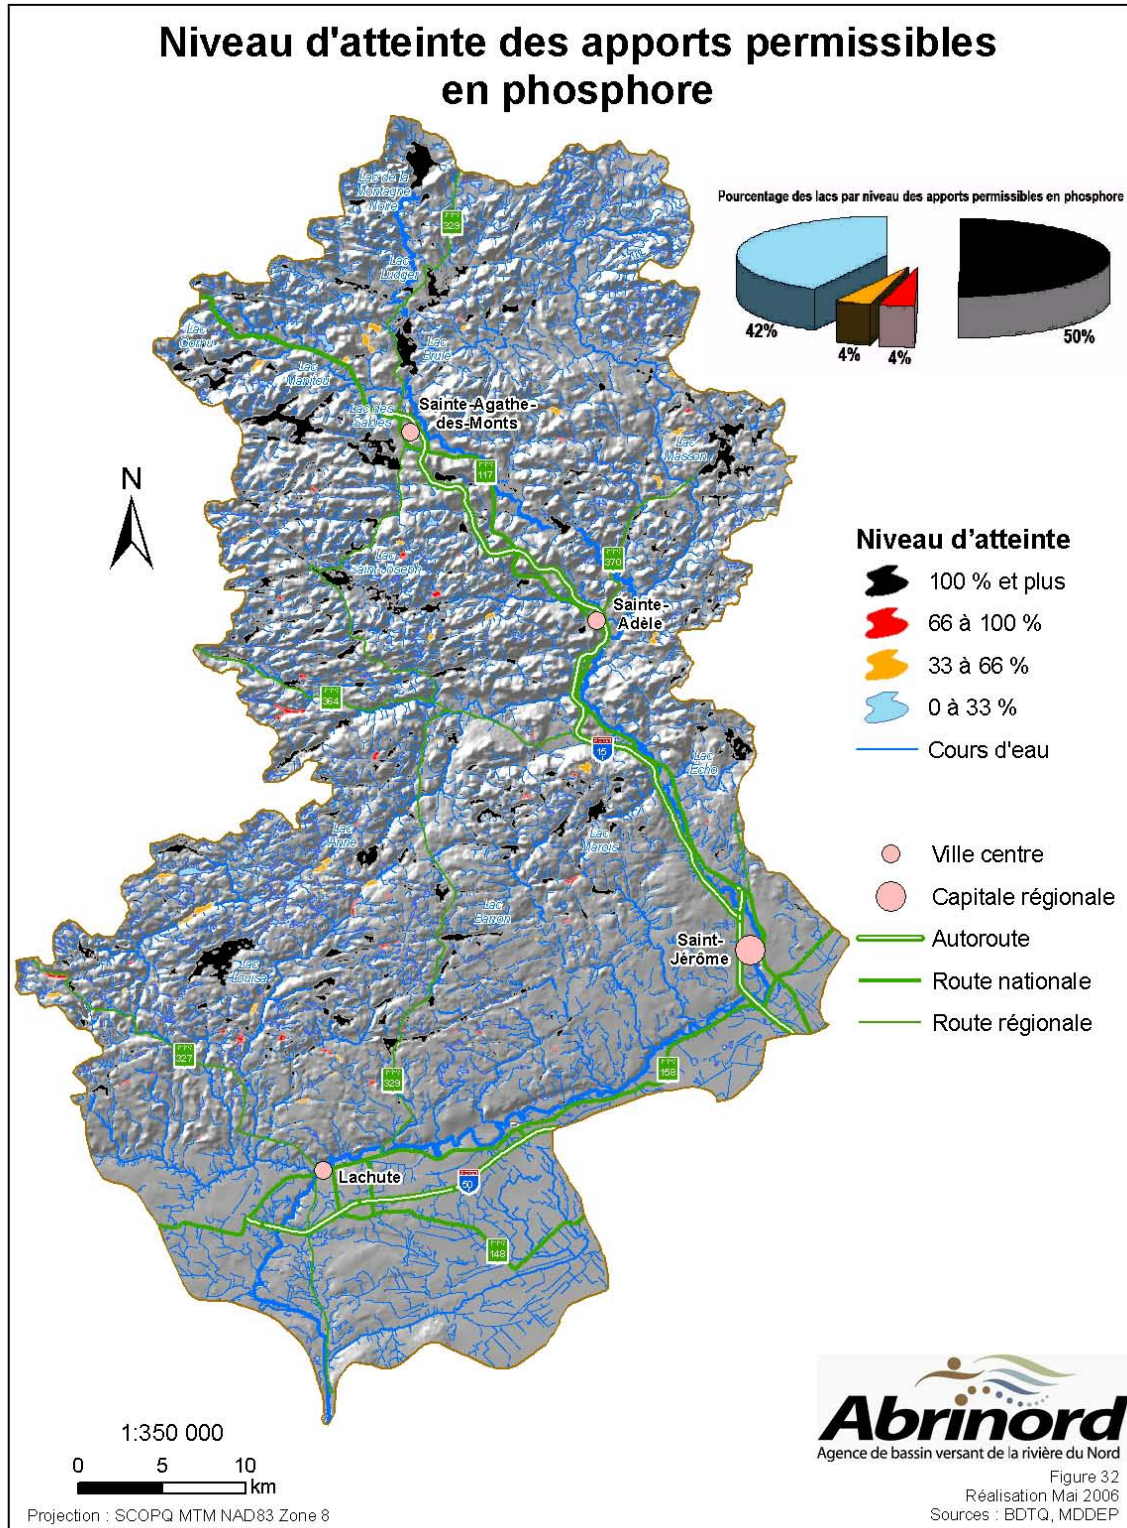 Niveau d'atteinte des apports permissibles
en phosphore
Pourcentage des lacs par niveau des apports permissibles en phosphore
42%
4%
4%
50%
Lac de la
Montagne
Noire
329
Lac
Ludger
Lac
Cornu
Lac
Brûlé
Lac
Manitou
Lac des
Sables
Sainte-Agathe-
des-Monts
117
Lac
Masson
N
Lac
Saint-Joseph
370
Sainte-
Adèle
364
15
Lac
Echo
Lac
Anne
Lac
Marois
Lac
Barron
Saint-
Jérôme
Lac
Louisa
327
329
158
Lachute
50
148
Niveau d'atteinte
100 % et plus
66 à 100 %
33 à 66 %
0 à 33 %
Cours d'eau
Ville centre
Capitale régionale
Autoroute
Route nationale
Route régionale
1:350 000
0 5 10
km
Projection : SCOPQ MTM NAD83 Zone 8
Abrinord
Agence de bassin versant de la rivière du Nord
Figure 32
Réalisation Mai 2006
Sources : BDTQ, MDDEP